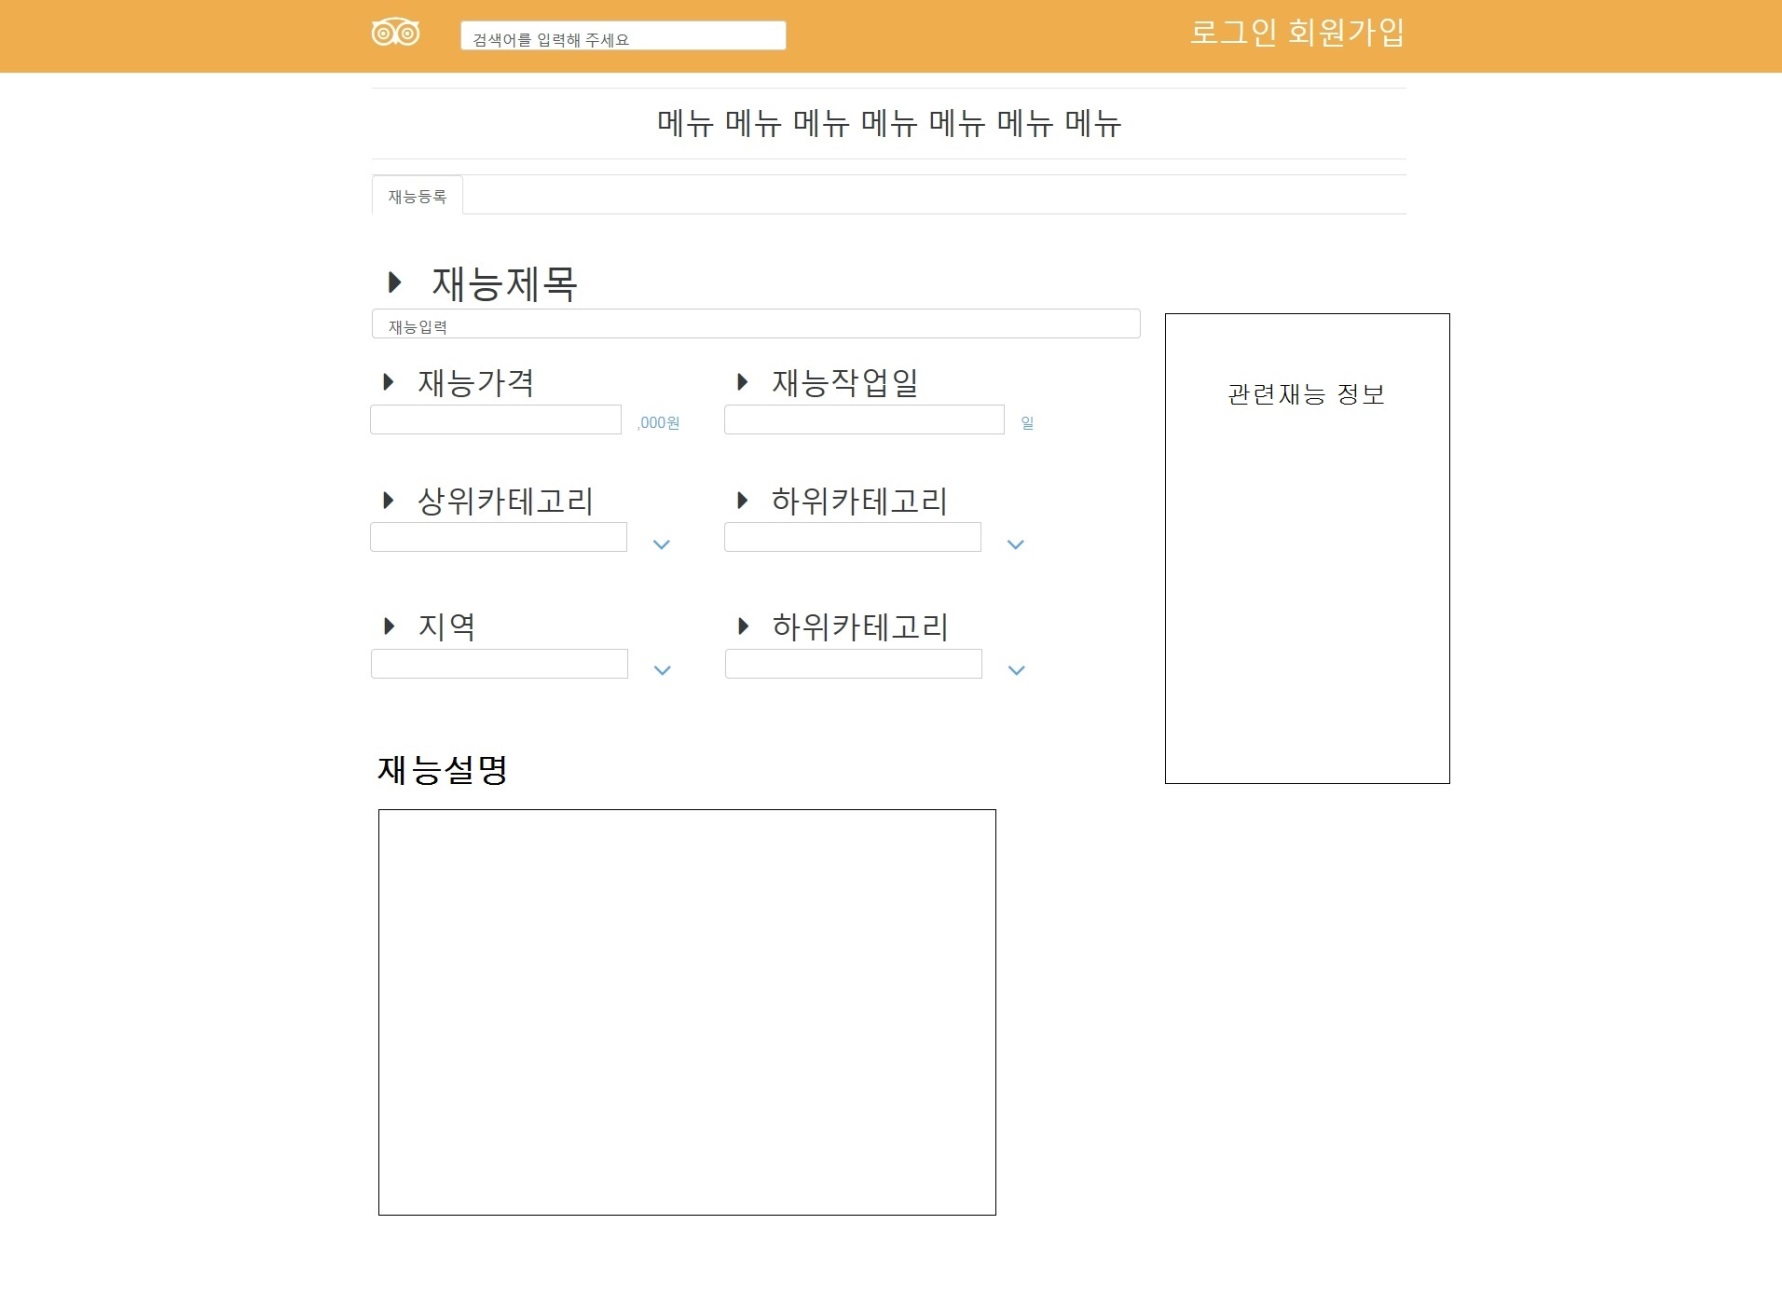 검색어를 입력해 주세요
로그인 회원가입
메뉴 메뉴 메뉴 메뉴 메뉴 메뉴 메뉴
재능등록
재능제목
재능입력
재능가격
재능작업일
,000원
일
관련재능 정보
상위카테고리
하위카테고리
지역
하위카테고리
재능설명